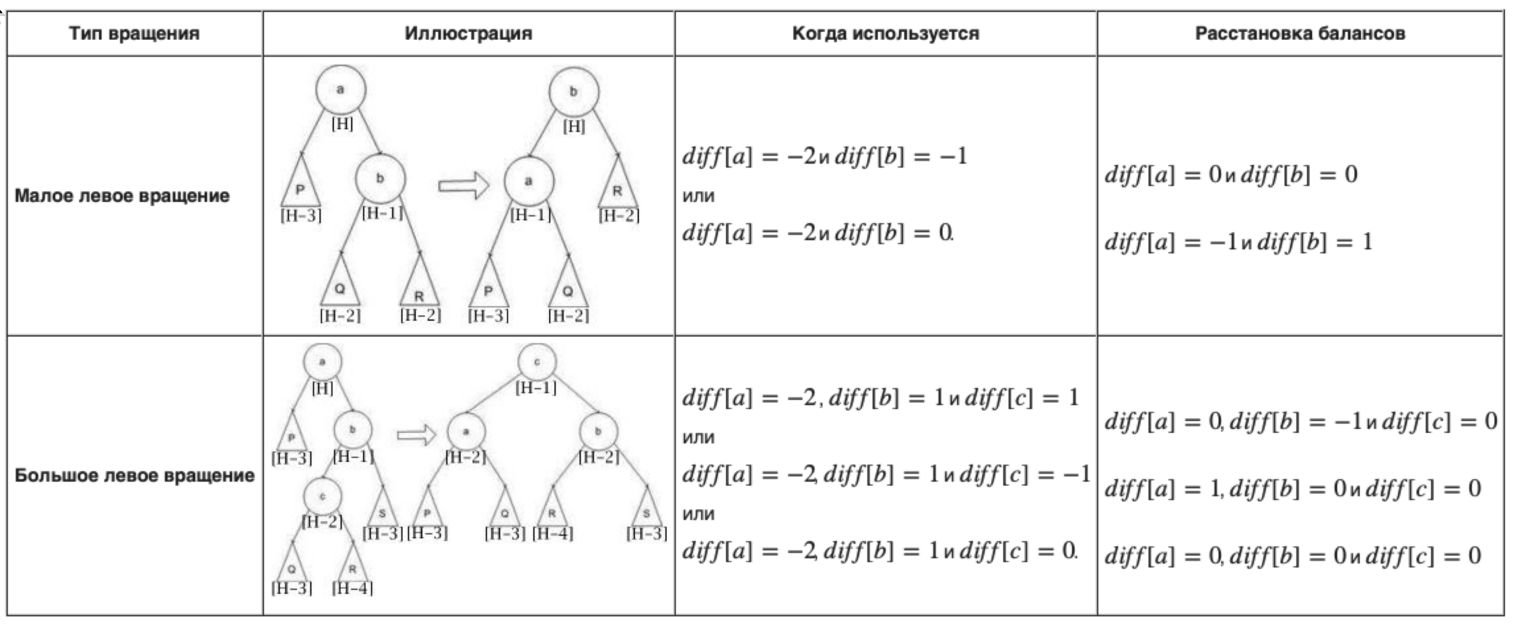 Тип вращения
Иллюстрация
Когда используется
Расстановка балансов
Малое левое вращение
a
[H]
P
[H-3]
b
[H-1]
Q
[H-2]
R
[H-2]
b
[H]
a
[H-1]
R
[H-2]
P
[H-3]
Q
[H-2]
diff[a] = −2 и diff[b] = −1
или
diff[a] = −2 и diff[b] = 0.
diff[a] = 0 и diff[b] = 0
diff[a] = −1 и diff[b] = 1
Большое левое вращение
a
[H]
P
[H-3]
b
[H-1]
c
[H-2]
S
[H-3]
Q
[H-3]
R
[H-4]
c
[H-1]
a
[H-2]
b
[H-2]
P
[H-3]
Q
[H-3]
R
[H-4]
S
[H-3]
diff[a] = −2, diff[b] = 1 и diff[c] = 1
или
diff[a] = −2, diff[b] = 1 и diff[c] = −1
или
diff[a] = −2, diff[b] = 1 и diff[c] = 0.
diff[a] = 0, diff[b] = −1 и diff[c] = 0
diff[a] = 1, diff[b] = 0 и diff[c] = 0
diff[a] = 0, diff[b] = 0 и diff[c] = 0